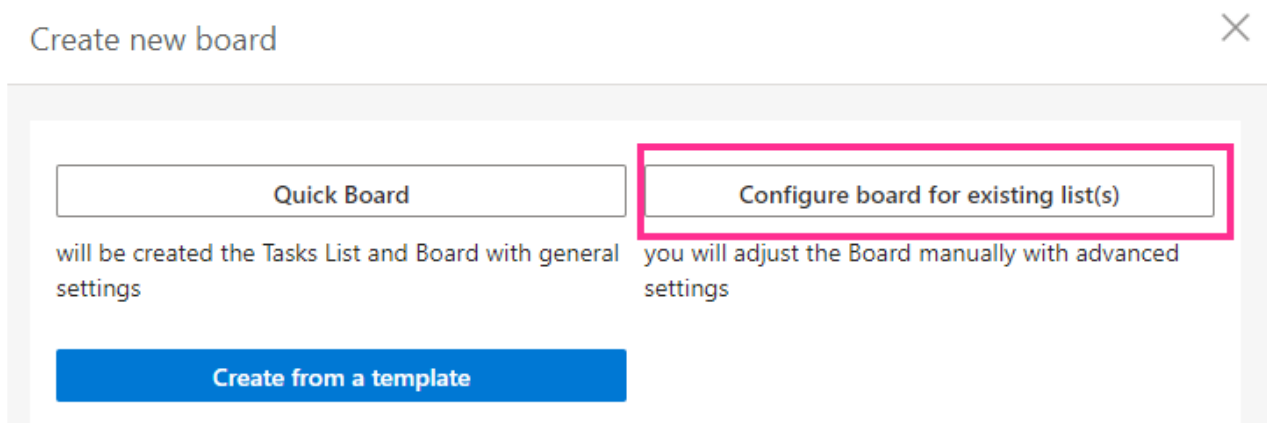 Create new board
Quick Board
will be created the Tasks List and Board with general
settings
Configure board for existing list(s)
you will adjust the Board manually with advanced
settings
Create from a template